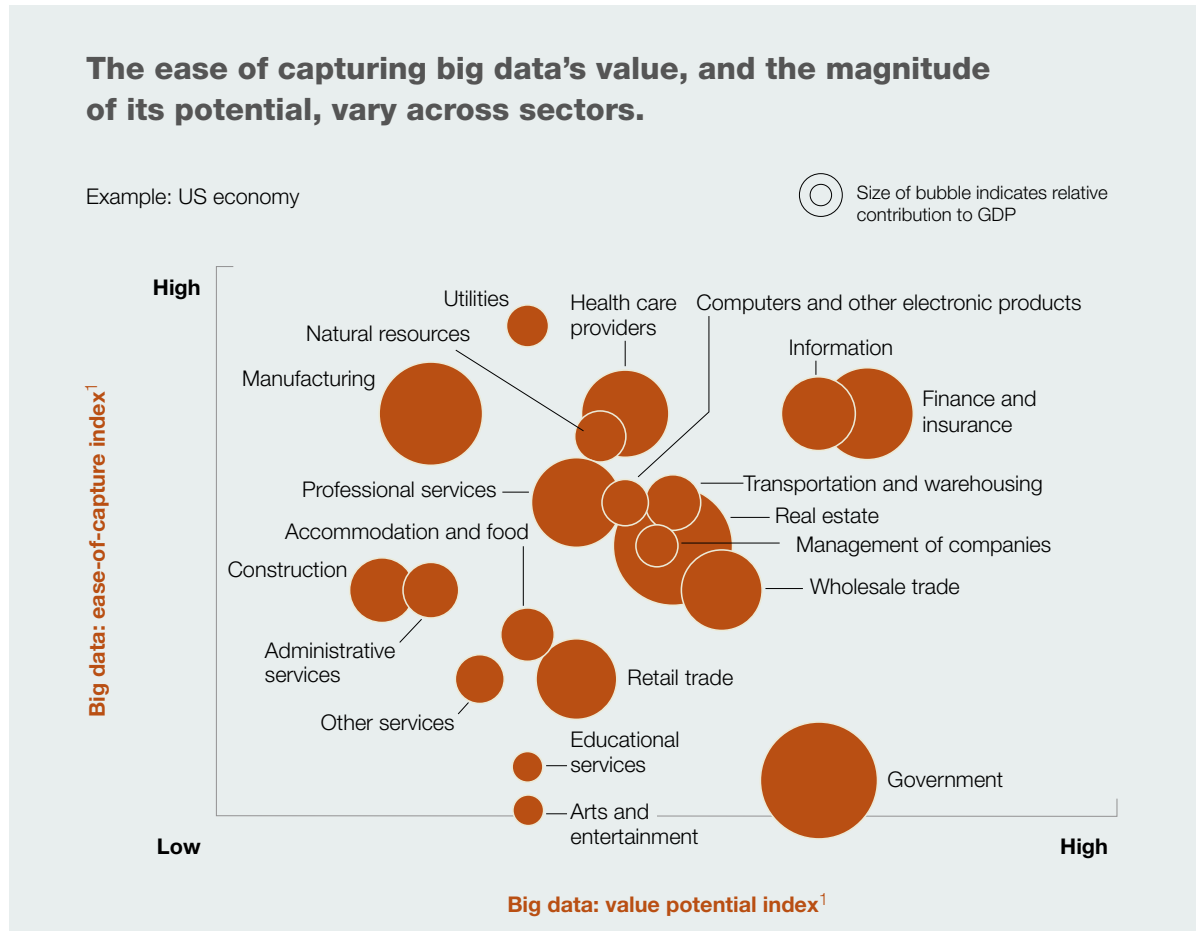 The ease of capturing big data’s value, and the magnitude
of its potential, vary across sectors.
Example: US economy
Size of bubble indicates relative
contribution to GDP
High
Utilities
Health care
providers
Computers and other electronic products
Natural resources
Information
Manufacturing
Finance and
insurance
Big data: ease-of-capture index1
Professional services
Transportation and warehousing
Real estate
Accommodation and food
Management of companies
Construction
Wholesale trade
Administrative
services
Retail trade
Other services
Educational
services
Government
Arts and
entertainment
Low
High
Big data: value potential index1